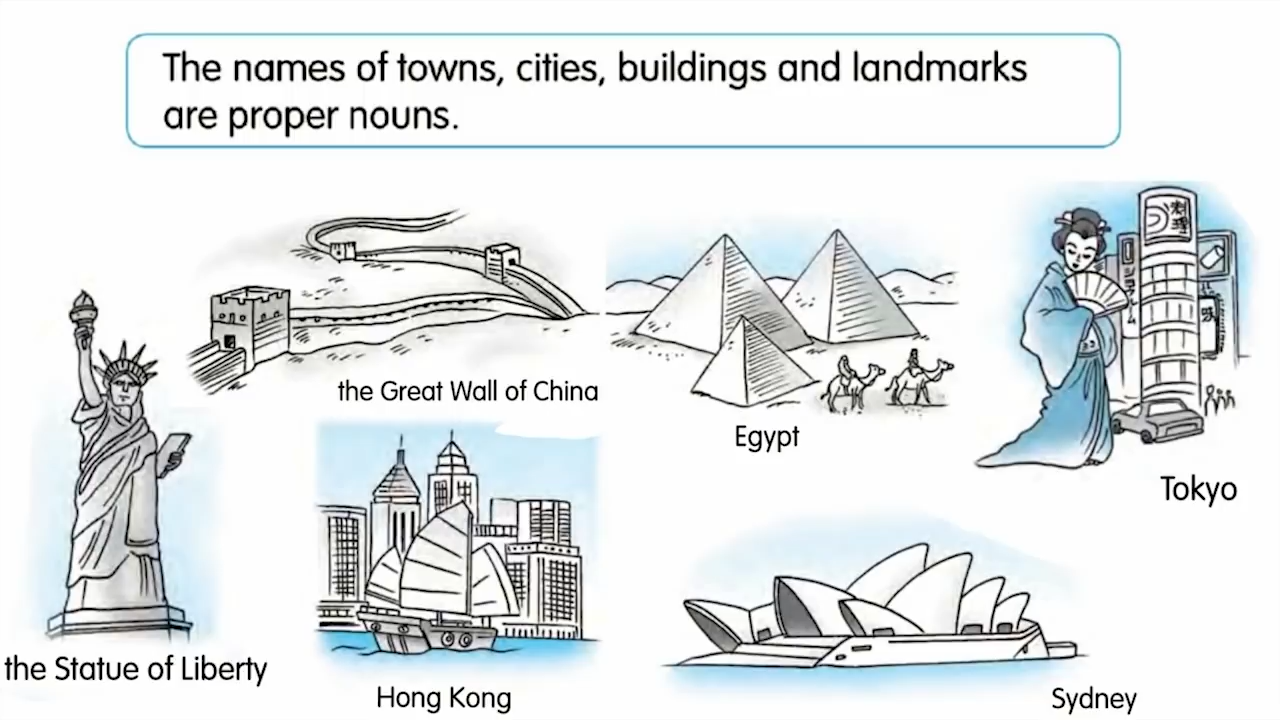 The names of towns, cities, buildings and landmarks
are proper nouns.
the Great Wall of China
Egypt
Tokyo
the Statue of Liberty
Hong Kong
Sydney